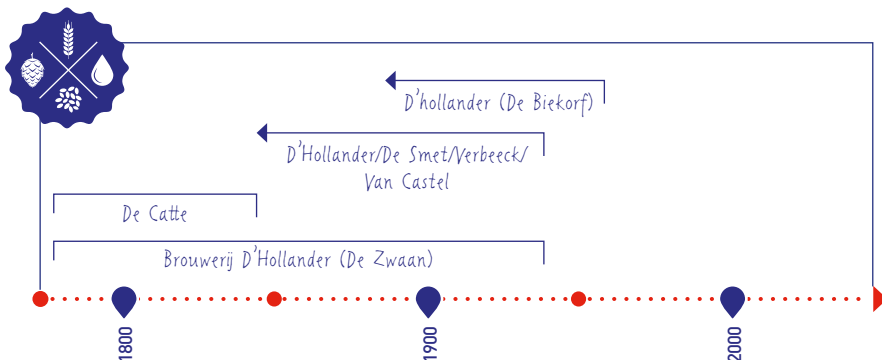 D'hollander (De Biekorf)
D'Hollander/De Smet/Verbeeck/
Van Castel
De Catte
Brouwerij D'Hollander (De Zwaan)
1800
1900
2000